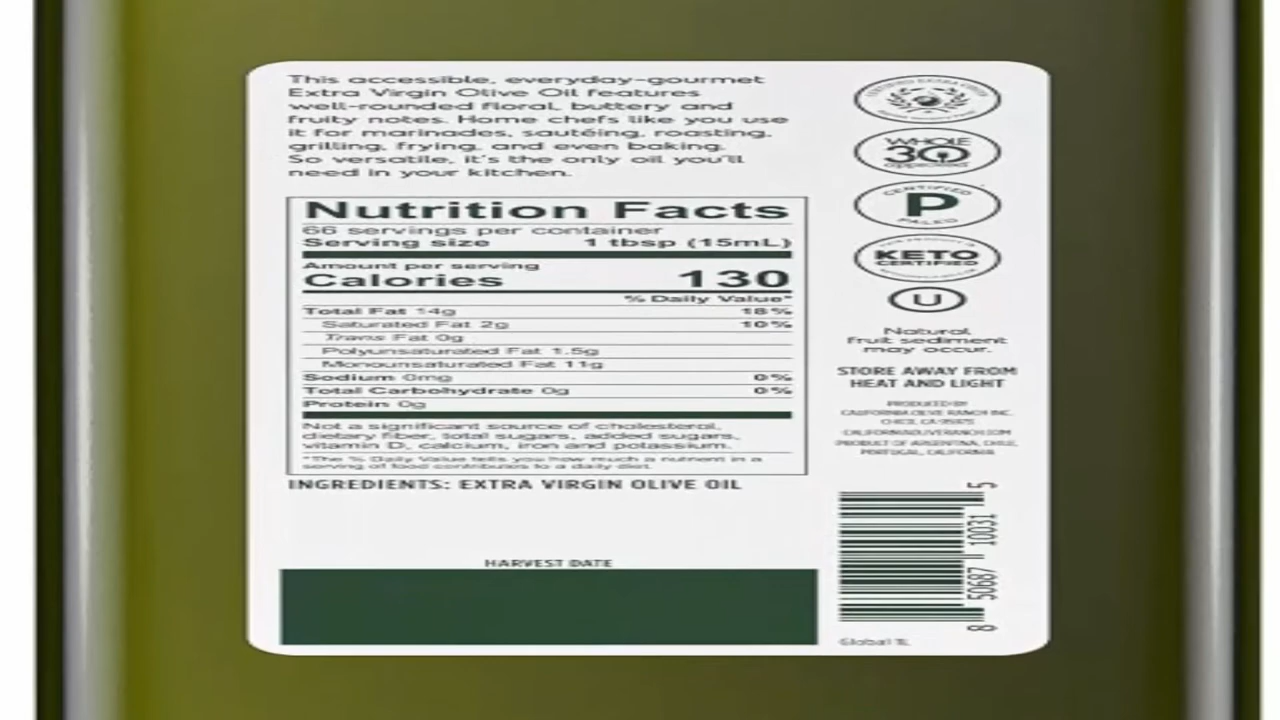 This accessible, everyday-gourmet
Extra Virgin Olive Oil features
well-rounded floral, buttery and
fruity notes. Home chefs like you use
it for marinades, sautéing, roasting,
grilling, frying, and even baking.
So versatile, it's the only oil you'll
need in your kitchen.
Nutrition Facts
66 servings per container
Serving size 1 tbsp (15mL)
Amount per serving
Calories 130
% Daily Value*
Total Fat 14g 18%
Saturated Fat 2g 10%
Trans Fat 0g
Polyunsaturated Fat 1.5g
Monounsaturated Fat 11g
Sodium 0mg 0%
Total Carbohydrate 0g 0%
Protein 0g
Not a significant source of cholesterol,
dietary fiber, total sugars, added sugars,
vitamin D, calcium, iron and potassium.
*The % Daily Value tells you how much a nutrient in a
serving of food contributes to a daily diet.
INGREDIENTS: EXTRA VIRGIN OLIVE OIL
HARVEST DATE
WHOLE
30
approved
CERTIFIED
P
PALEO
KETO
CERTIFIED
U
Natural
fruit sediment
may occur.
STORE AWAY FROM
HEAT AND LIGHT
PRODUCED BY
CALIFORNIA OLIVE RANCH INC.
CHICO, CA 95973
CALIFORNIAOLIVERANCH.COM
PRODUCT OF ARGENTINA, CHILE,
PORTUGAL, CALIFORNIA
8 50687 10031 5
Global 1L